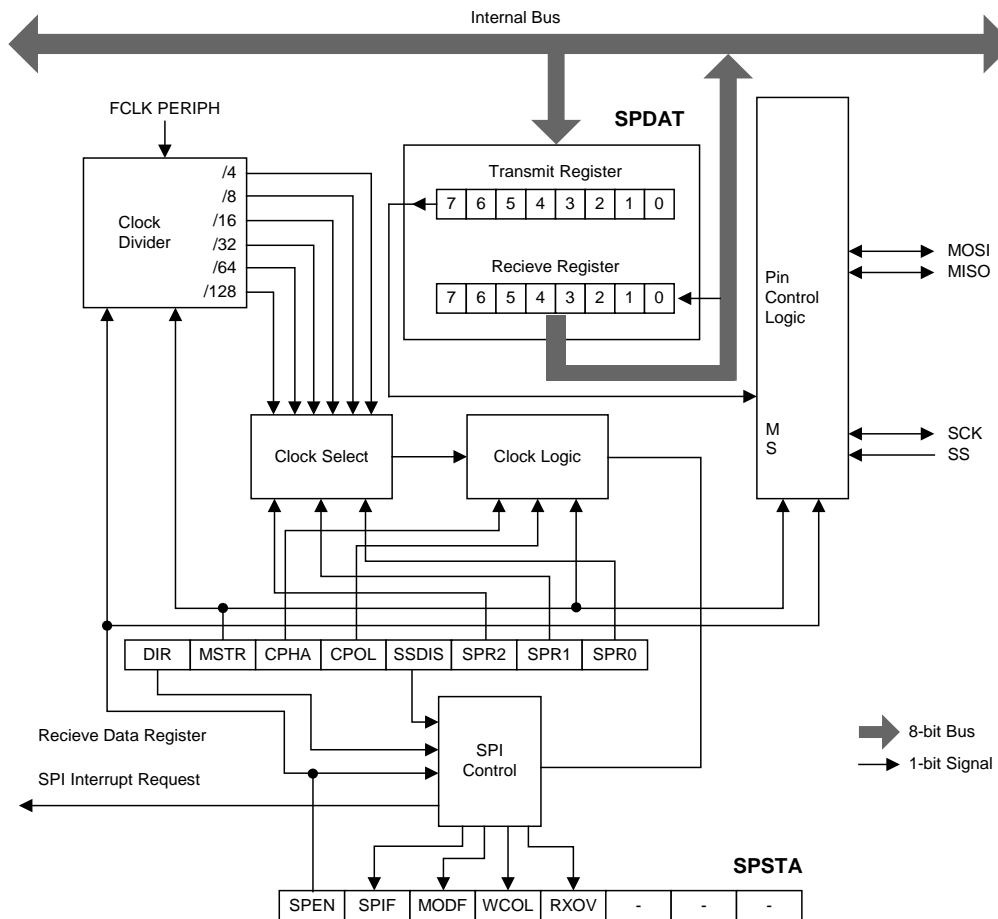 Internal Bus
FCLK PERIPH
SPDAT
Clock
Divider
/4
/8
/16
/32
/64
/128
Transmit Register
7 6 5 4 3 2 1 0
Recieve Register
7 6 5 4 3 2 1 0
Pin
Control
Logic
M
S
MOSI
MISO
SCK
SS
Clock Select
Clock Logic
DIR MSTR CPHA CPOL SSDIS SPR2 SPR1 SPR0
Recieve Data Register
SPI Interrupt Request
SPI
Control
8-bit Bus
1-bit Signal
SPSTA
SPEN SPIF MODF WCOL RXOV - - -